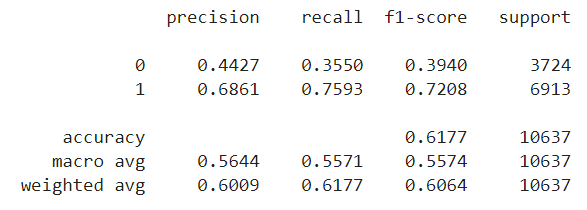 precision recall f1-score support
0 0.4427 0.3550 0.3940 3724
1 0.6861 0.7593 0.7208 6913
accuracy 0.6177 10637
macro avg 0.5644 0.5571 0.5574 10637
weighted avg 0.6009 0.6177 0.6064 10637